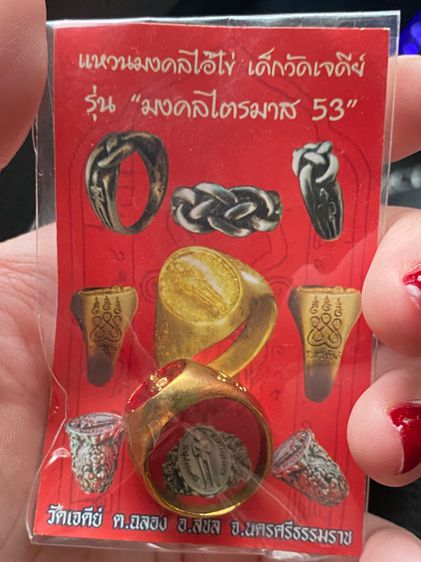 แหวนมงคลไอ้ไข่ เด็กวัดเจดีย์
รุ่น "มงคลไตรมาส 53"
วัดเจดีย์ ต.ฉลอง อ.สิชล จ.นครศรีธรรมราช